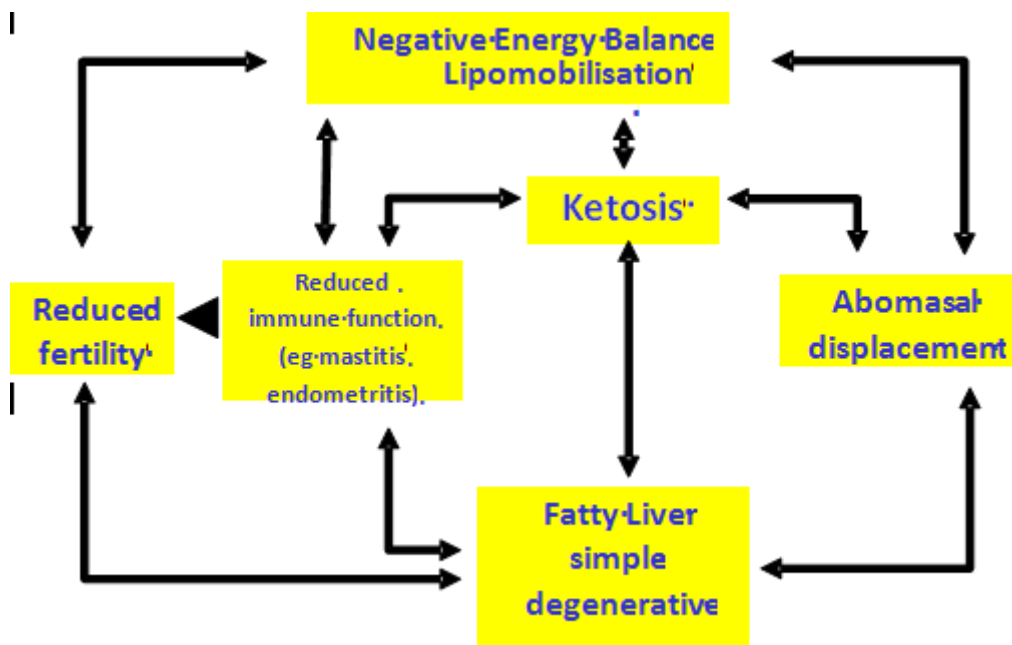 Negative·Energy·Balance
Lipomobilisation
Ketosis
Reduced
immune·function.
(eg·mastitis.
endometritis).
Reduced
fertility
Abomasal
displacement
Fatty·Liver
simple
degenerative